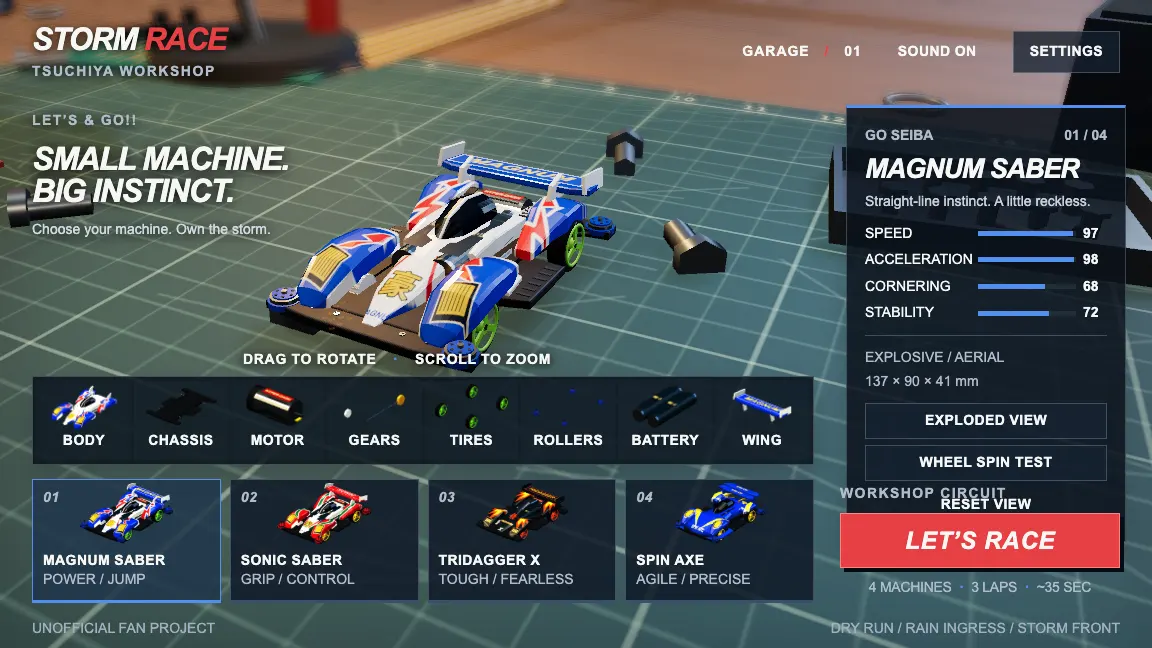 STORM RACE
TSUCHIYA WORKSHOP
GARAGE / 01
SOUND ON
SETTINGS
LET'S & GO!!
SMALL MACHINE.
BIG INSTINCT.
Choose your machine. Own the storm.
10
MAGNUM
豪
DRAG TO ROTATE · SCROLL TO ZOOM
GO SEIBA
01 / 04
MAGNUM SABER
Straight-line instinct. A little reckless.
SPEED 97
ACCELERATION 98
CORNERING 68
STABILITY 72
EXPLOSIVE / AERIAL
137 × 90 × 41 mm
EXPLODED VIEW
WHEEL SPIN TEST
RESET VIEW
BODY
CHASSIS
MOTOR
GEARS
TIRES
ROLLERS
BATTERY
WING
01
MAGNUM SABER
POWER / JUMP
02
SONIC SABER
GRIP / CONTROL
03
TRIDAGGER X
TOUGH / FEARLESS
04
SPIN AXE
AGILE / PRECISE
WORKSHOP CIRCUIT
LET'S RACE
4 MACHINES · 3 LAPS · ~35 SEC
UNOFFICIAL FAN PROJECT
DRY RUN / RAIN INGRESS / STORM FRONT